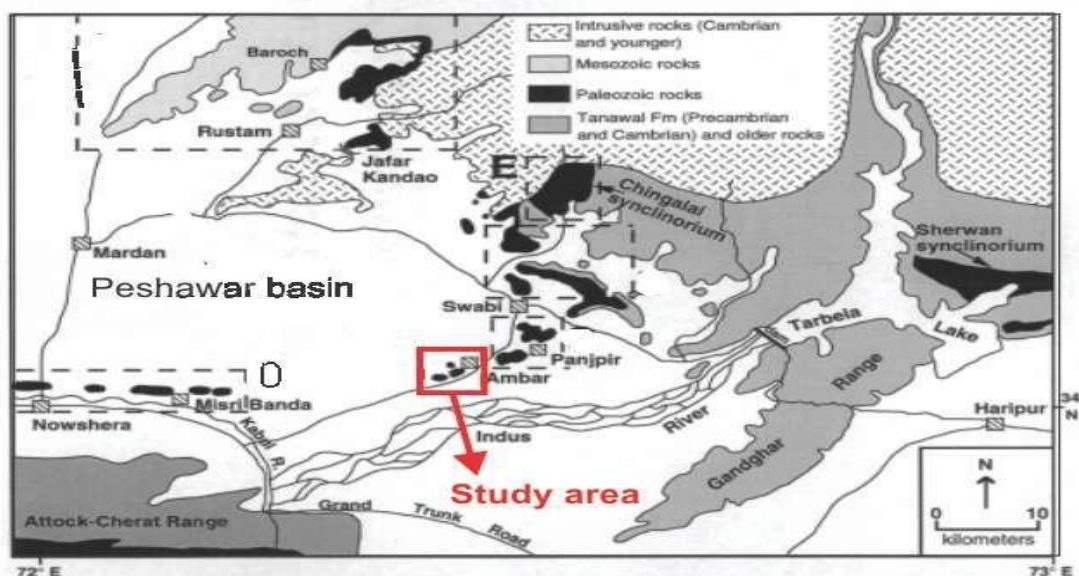 Intrusive rocks (Cambrian
and younger)
Mesozoic rocks
Paleozoic rocks
Tanawal Fm (Precambrian
and Cambrian) and older rocks
Baroch
Rustam
Jafar
Kandao
E
Chingalai
synclinorium
Sherwan
synclinorium
Mardan
Peshawar basin
Swabi
Tarbela
Lake
Panjpir
Ambar
Range
0
Misri Banda
Nowshera
Kabul R.
Indus
River
Haripur
34
N
Gandghar
Study area
Attock-Cherat Range
Grand Trunk Road
N
0 10
kilometers
72° E
73° E